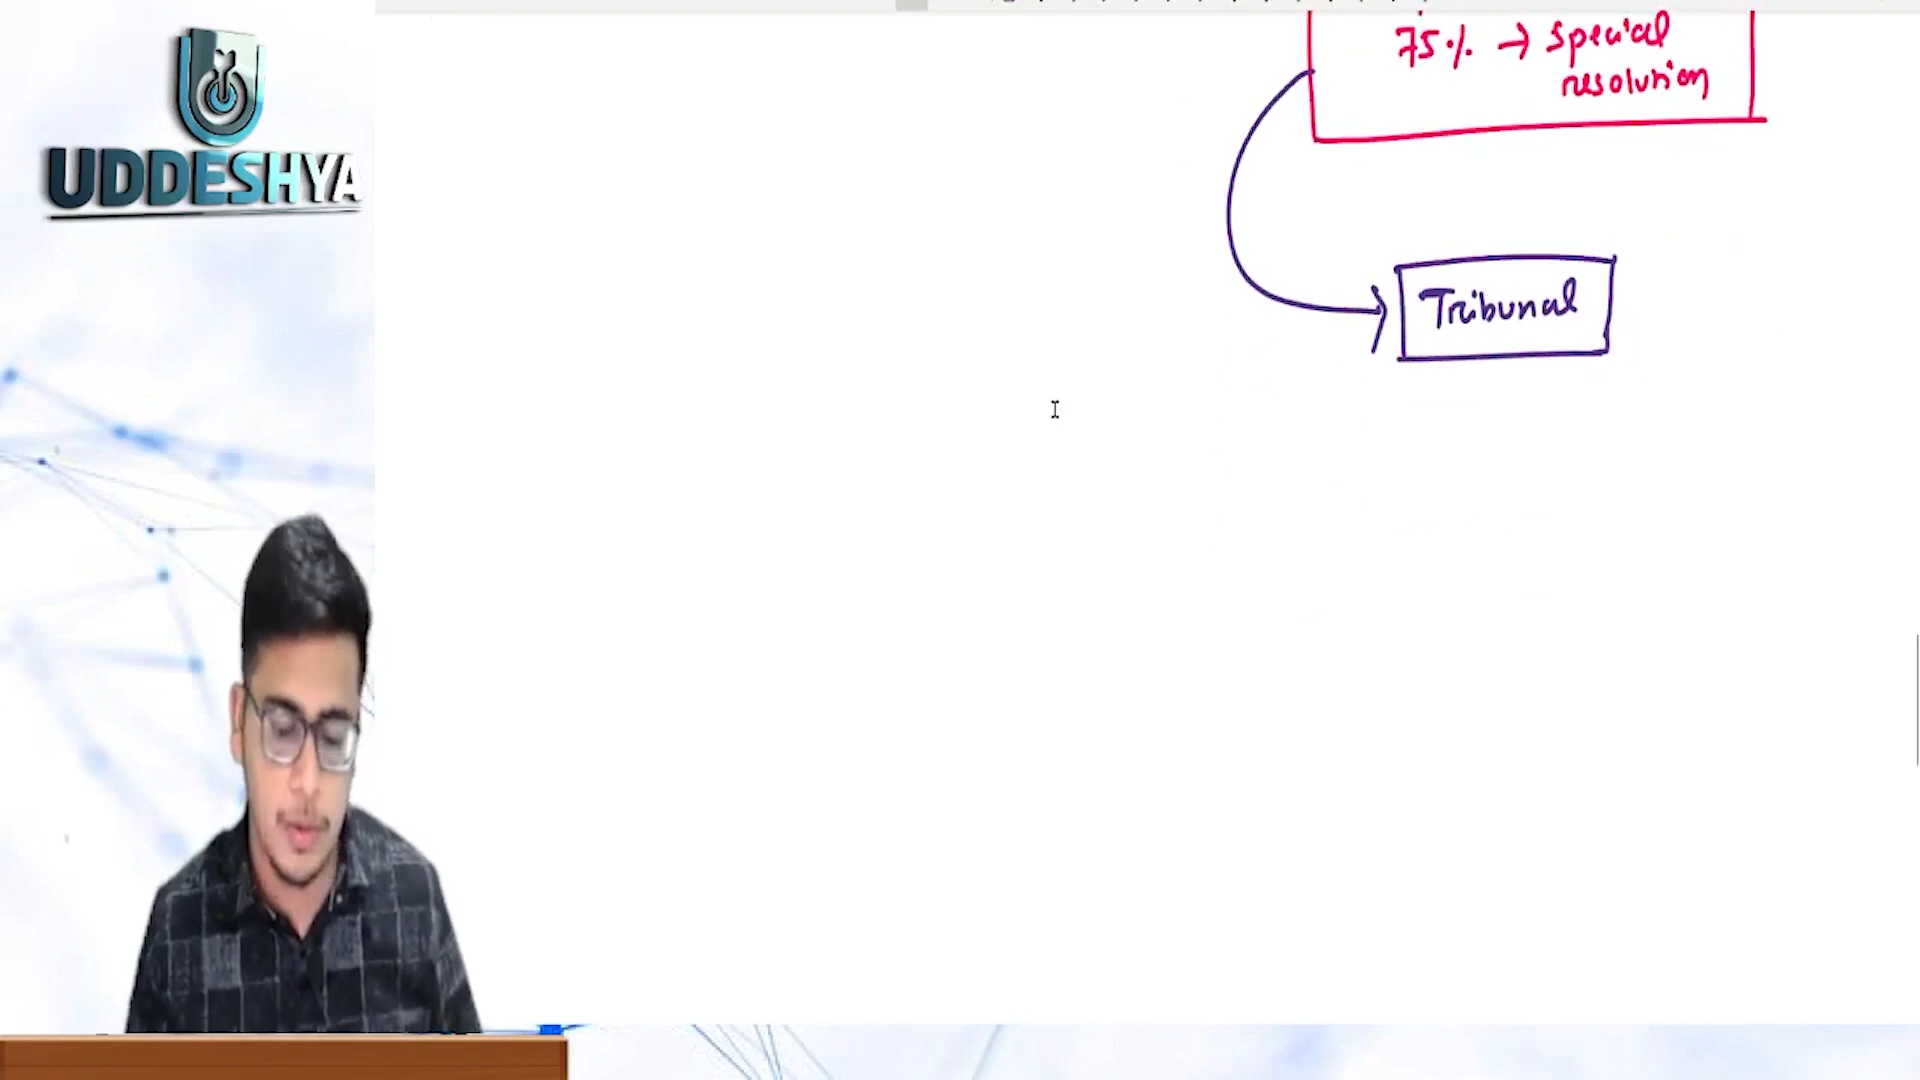 UDDESHYA
75% → special
resolution
Tribunal